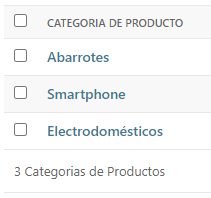 CATEGORIA DE PRODUCTO
Abarrotes
Smartphone
Electrodomésticos
3 Categorias de Productos